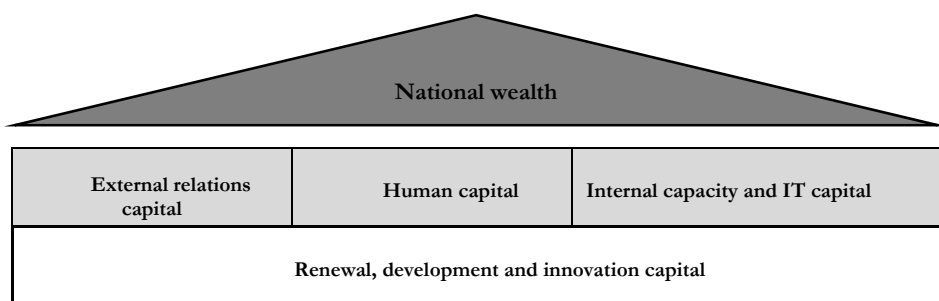 National wealth
External relations
capital
Human capital
Internal capacity and IT capital
Renewal, development and innovation capital